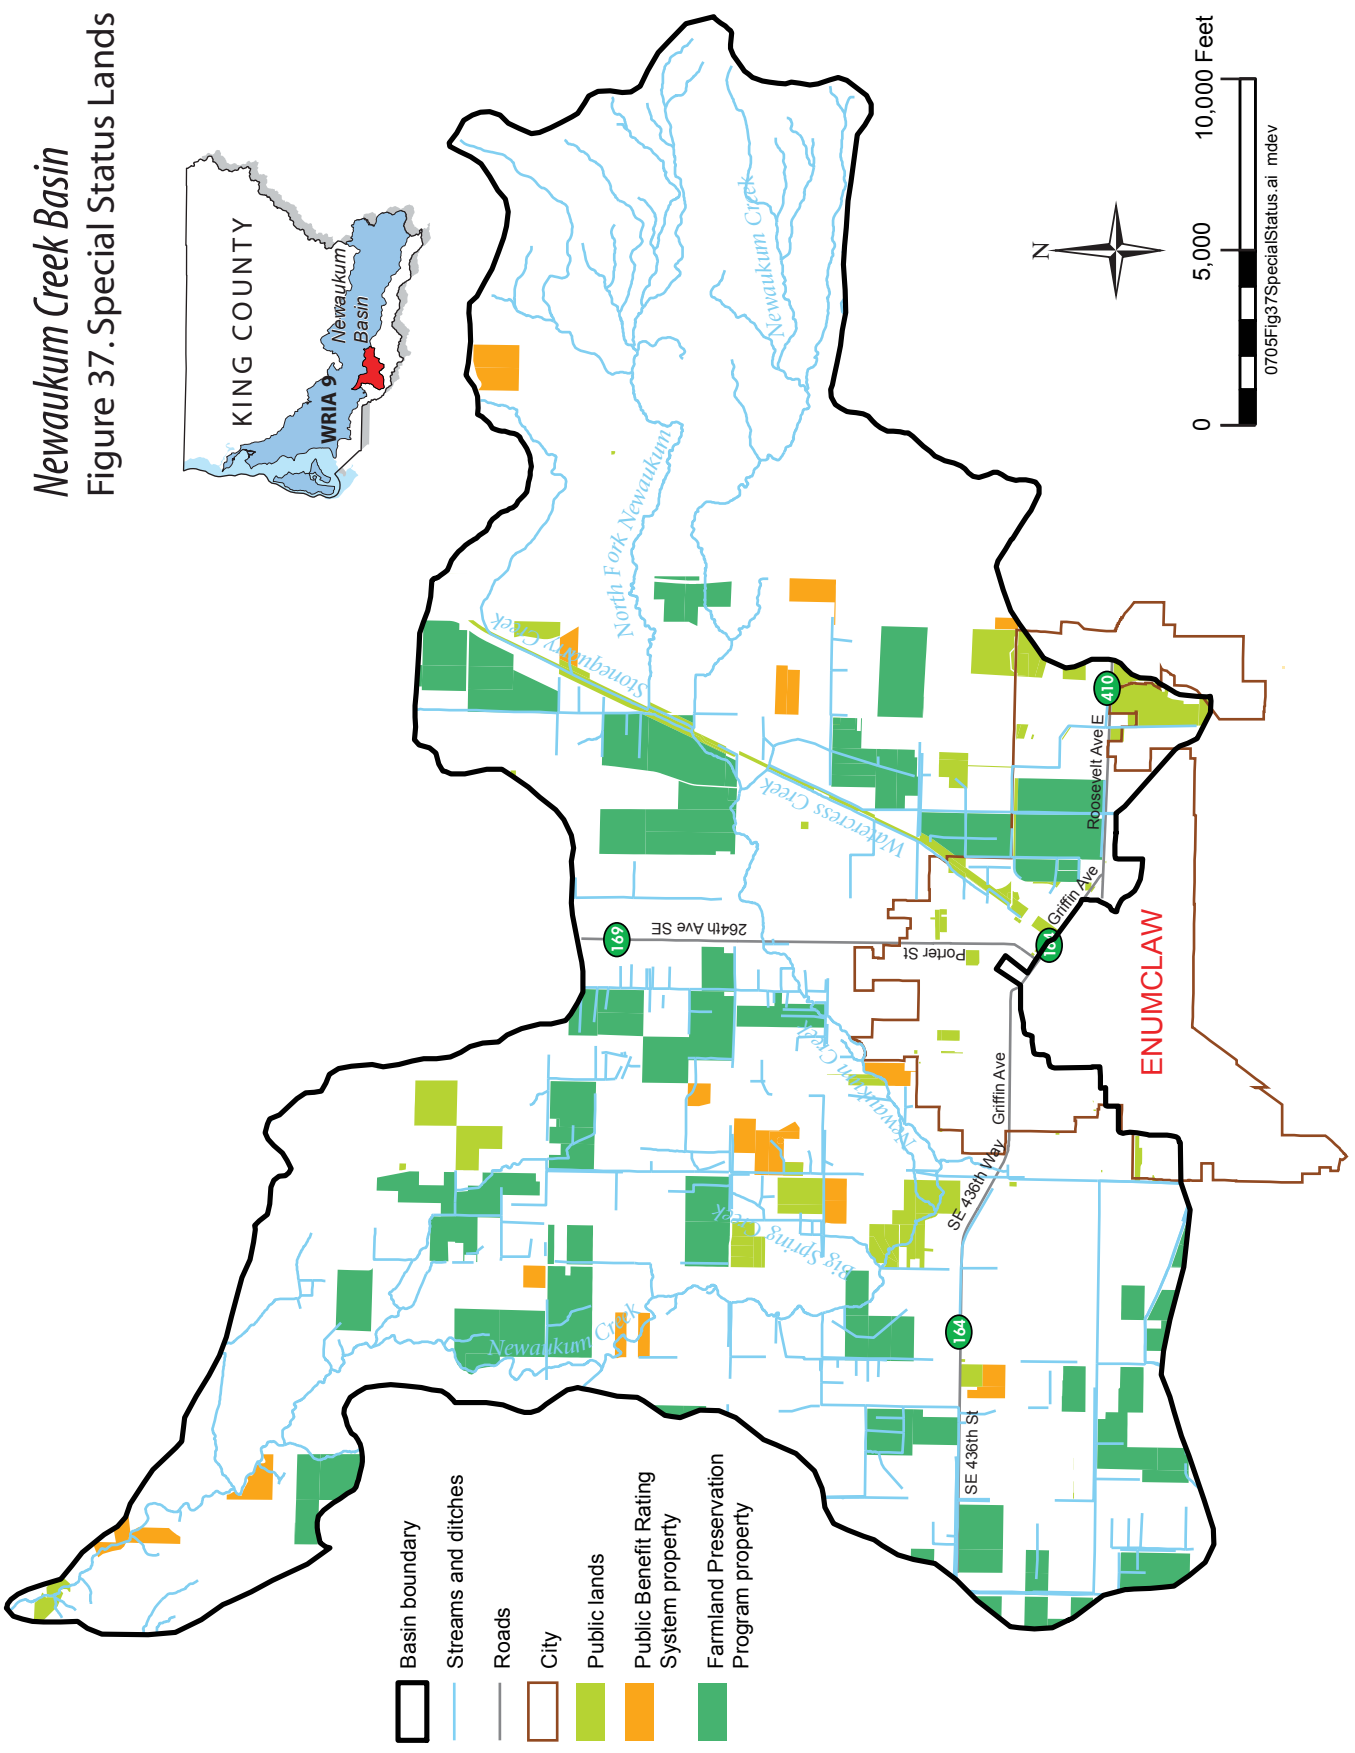 Newaukum Creek Basin
Figure 37. Special Status Lands
KING COUNTY
WRIA 9
Newaukum
Basin
Newaukum Creek
North Fork Newaukum
Stonequarry Creek
Watercress Creek
Newaukum Creek
Big Spring Creek
Newaukum Creek
169
264th Ave SE
Porter St
410
Roosevelt Ave E
Griffin Ave
164
Griffin Ave
SE 436th Way
164
SE 436th St
ENUMCLAW
Basin boundary
Streams and ditches
Roads
City
Public lands
Public Benefit Rating
System property
Farmland Preservation
Program property
N
0 5,000 10,000 Feet
0705Fig37SpecialStatus.ai mdev